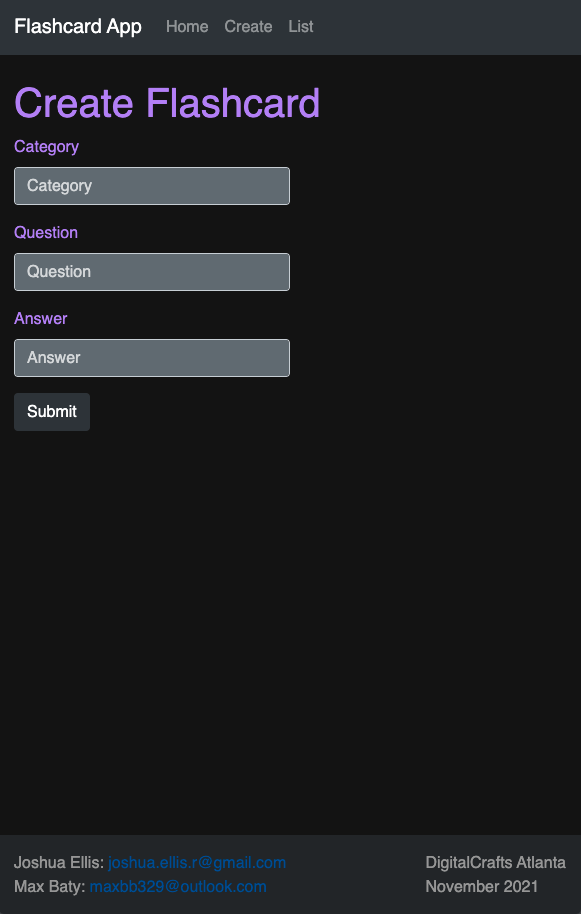 Flashcard App Home Create List
Create Flashcard
Category
Category
Question
Question
Answer
Answer
Submit
Joshua Ellis: joshua.ellis.r@gmail.com
Max Baty: maxbb329@outlook.com
DigitalCrafts Atlanta
November 2021